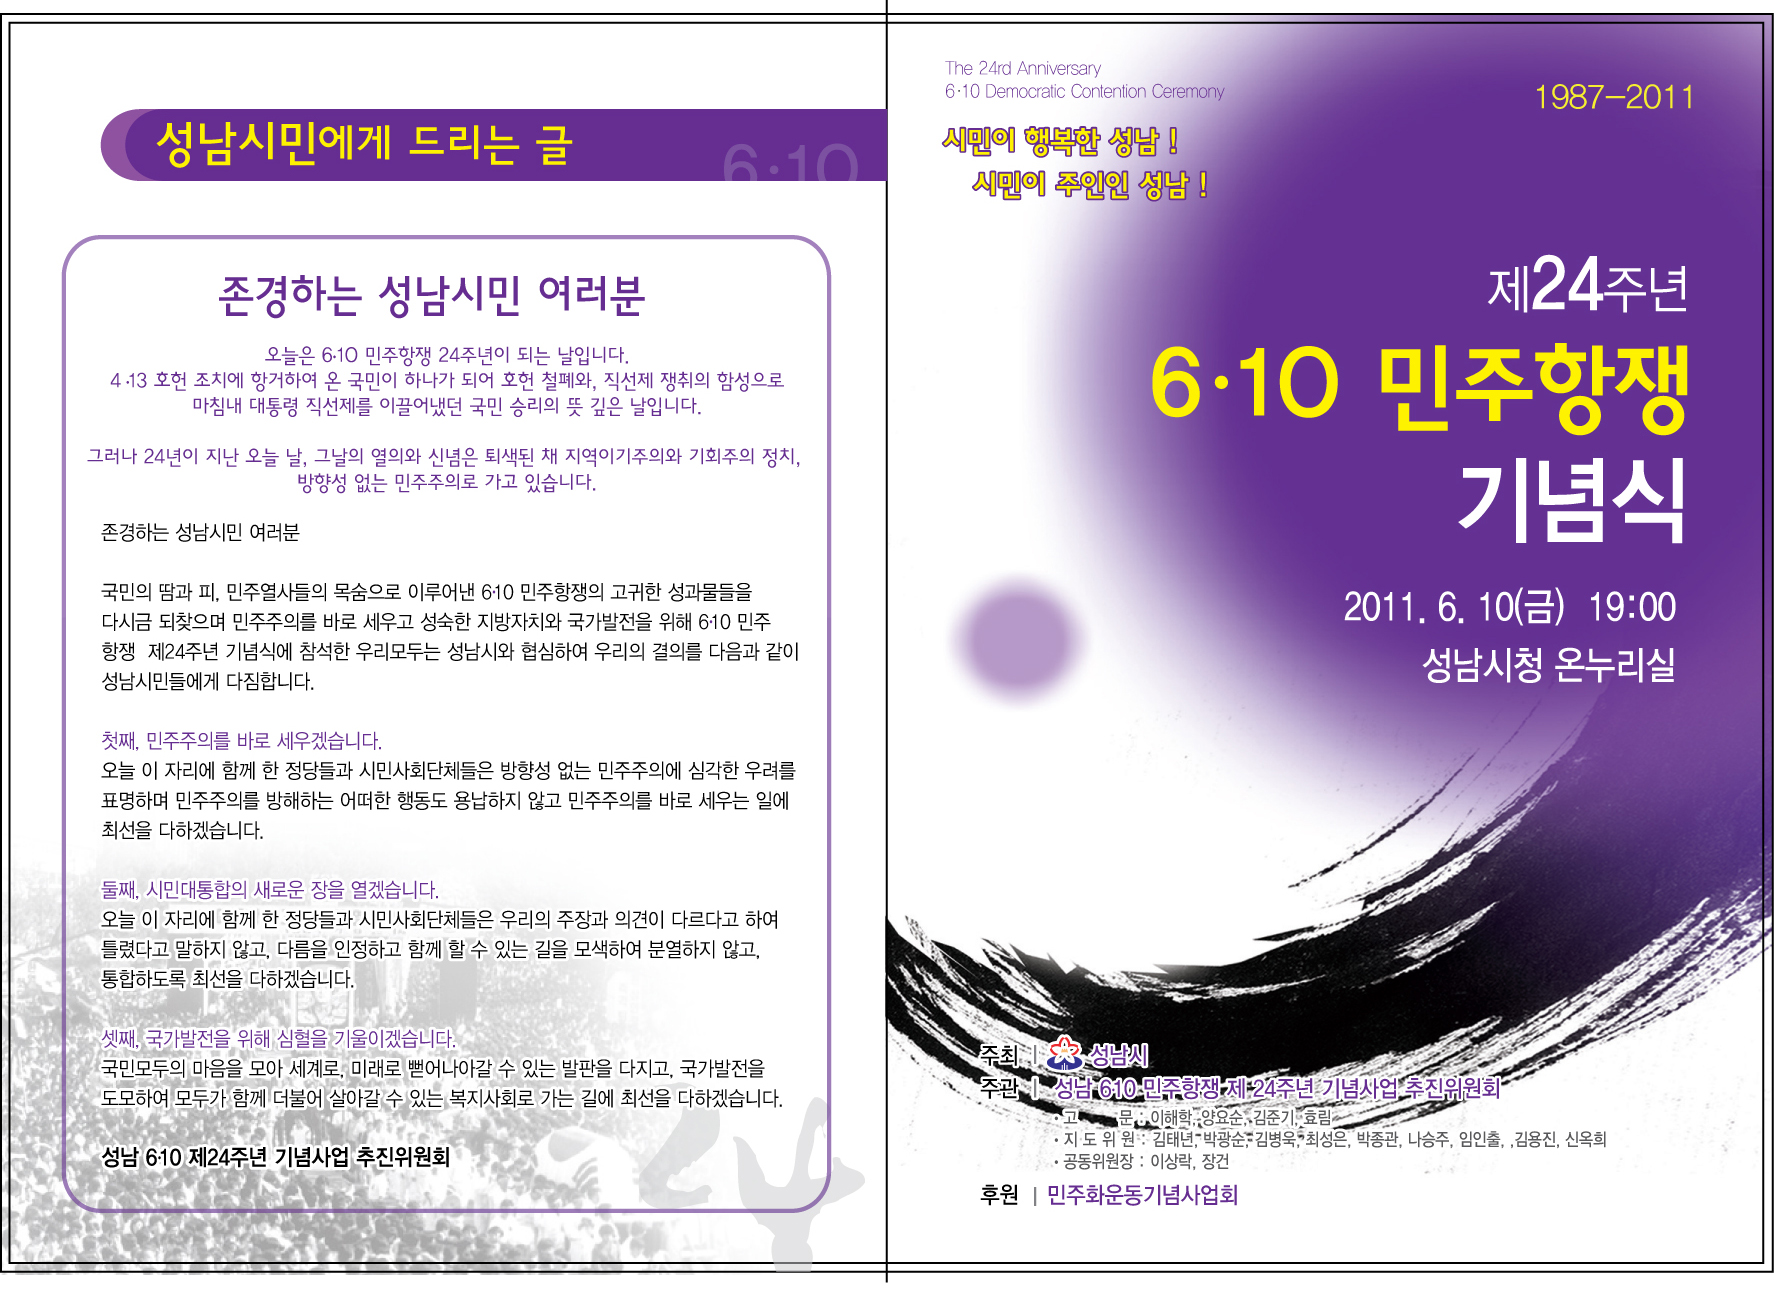 성남시민에게 드리는 글
6·10
존경하는 성남시민 여러분
오늘은 6·10 민주항쟁 24주년이 되는 날입니다.
4·13 호헌 조치에 항거하여 온 국민이 하나가 되어 호헌 철폐와, 직선제 쟁취의 함성으로
마침내 대통령 직선제를 이끌어냈던 국민 승리의 뜻 깊은 날입니다.
그러나 24년이 지난 오늘 날, 그날의 열의와 신념은 퇴색된 채 지역이기주의와 기회주의 정치,
방향성 없는 민주주의로 가고 있습니다.
존경하는 성남시민 여러분
국민의 땀과 피, 민주열사들의 목숨으로 이루어낸 6·10 민주항쟁의 고귀한 성과물들을
다시금 되찾으며 민주주의를 바로 세우고 성숙한 지방자치와 국가발전을 위해 6·10 민주
항쟁 제24주년 기념식에 참석한 우리모두는 성남시와 협심하여 우리의 결의를 다음과 같이
성남시민들에게 다짐합니다.
첫째, 민주주의를 바로 세우겠습니다.
오늘 이 자리에 함께 한 정당들과 시민사회단체들은 방향성 없는 민주주의에 심각한 우려를
표명하며 민주주의를 방해하는 어떠한 행동도 용납하지 않고 민주주의를 바로 세우는 일에
최선을 다하겠습니다.
둘째, 시민대통합의 새로운 장을 열겠습니다.
오늘 이 자리에 함께 한 정당들과 시민사회단체들은 우리의 주장과 의견이 다르다고 하여
틀렸다고 말하지 않고, 다름을 인정하고 함께 할 수 있는 길을 모색하여 분열하지 않고,
통합하도록 최선을 다하겠습니다.
셋째, 국가발전을 위해 심혈을 기울이겠습니다.
국민모두의 마음을 모아 세계로, 미래로 뻗어나아갈 수 있는 발판을 다지고, 국가발전을
도모하여 모두가 함께 더불어 살아갈 수 있는 복지사회로 가는 길에 최선을 다하겠습니다.
성남 6·10 제24주년 기념사업 추진위원회
The 24rd Anniversary
6·10 Democratic Contention Ceremony
1987-2011
시민이 행복한 성남 !
시민이 주인인 성남 !
제24주년
6·10 민주항쟁
기념식
2011. 6. 10(금) 19:00
성남시청 온누리실
주최 | 성남시
주관 | 성남 610 민주항쟁 제 24주년 기념사업 추진위원회
· 고 문 : 이해학, 양요순, 김준기, 효림
· 지 도 위 원 : 김태년, 박광순, 김병욱, 최성은, 박종관, 나승주, 임인출, ,김용진, 신옥희
· 공동위원장 : 이상락, 장건
후원 | 민주화운동기념사업회